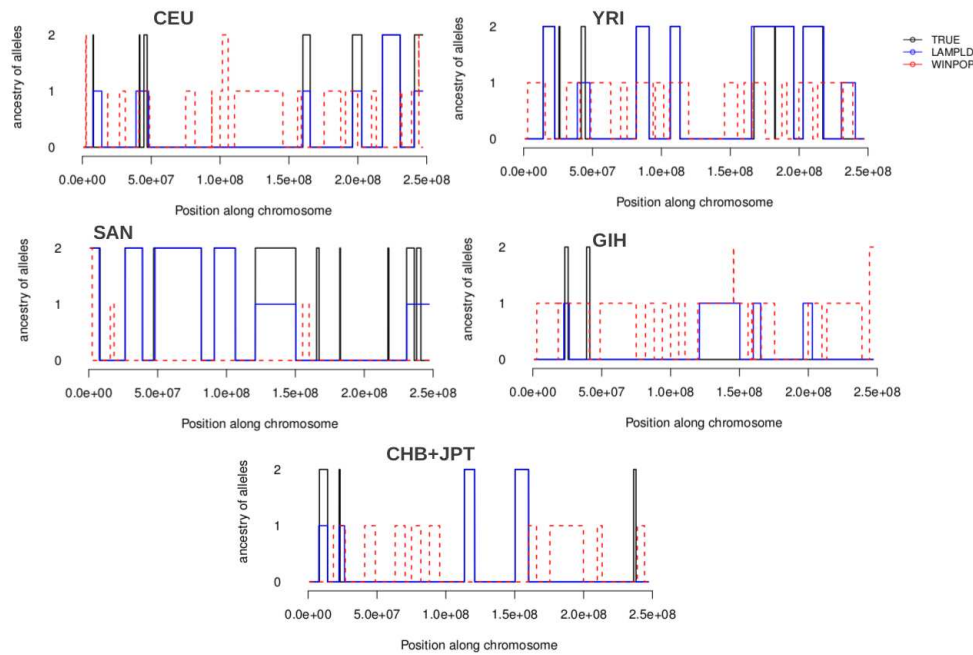 CEU
ancestry of alleles
2
1
0
0.0e+00 5.0e+07 1.0e+08 1.5e+08 2.0e+08 2.5e+08
Position along chromosome
YRI
ancestry of alleles
2
1
0
0.0e+00 5.0e+07 1.0e+08 1.5e+08 2.0e+08 2.5e+08
Position along chromosome
TRUE
LAMPLD
WINPOP
SAN
ancestry of alleles
2
1
0
0.0e+00 5.0e+07 1.0e+08 1.5e+08 2.0e+08 2.5e+08
Position along chromosome
GIH
ancestry of alleles
2
1
0
0.0e+00 5.0e+07 1.0e+08 1.5e+08 2.0e+08 2.5e+08
Position along chromosome
CHB+JPT
ancestry of alleles
2
1
0
0.0e+00 5.0e+07 1.0e+08 1.5e+08 2.0e+08 2.5e+08
Position along chromosome